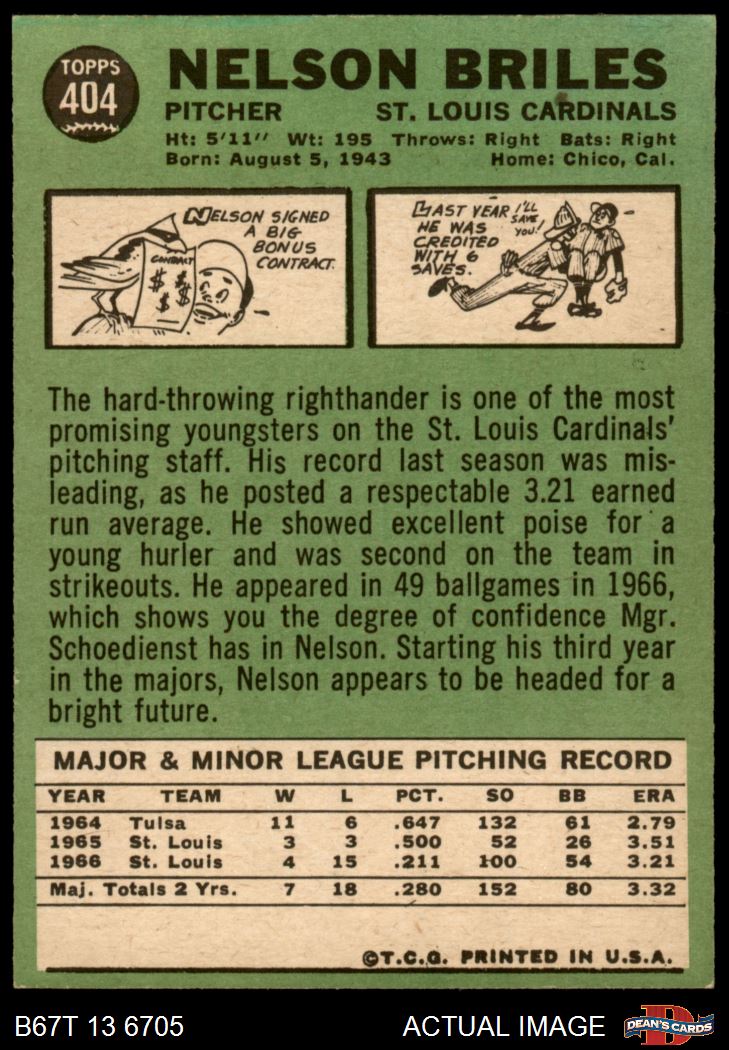 TOPPS
404
NELSON BRILES
PITCHER ST. LOUIS CARDINALS
Ht: 5'11" Wt: 195 Throws: Right Bats: Right
Born: August 5, 1943 Home: Chico, Cal.
NELSON SIGNED
A BIG
BONUS
CONTRACT.
CONTRACT
$ $
$ $
LAST YEAR
HE WAS
CREDITED
WITH 6
SAVES.
I'LL
SAVE
YOU!
The hard-throwing righthander is one of the most
promising youngsters on the St. Louis Cardinals'
pitching staff. His record last season was mis-
leading, as he posted a respectable 3.21 earned
run average. He showed excellent poise for a
young hurler and was second on the team in
strikeouts. He appeared in 49 ballgames in 1966,
which shows you the degree of confidence Mgr.
Schoedienst has in Nelson. Starting his third year
in the majors, Nelson appears to be headed for a
bright future.
MAJOR & MINOR LEAGUE PITCHING RECORD
YEAR TEAM W L PCT. SO BB ERA
1964 Tulsa 11 6 .647 132 61 2.79
1965 St. Louis 3 3 .500 52 26 3.51
1966 St. Louis 4 15 .211 100 54 3.21
Maj. Totals 2 Yrs. 7 18 .280 152 80 3.32
©T.C.G. PRINTED IN U.S.A.
B67T 13 6705 ACTUAL IMAGE
D
DEAN'S CARDS